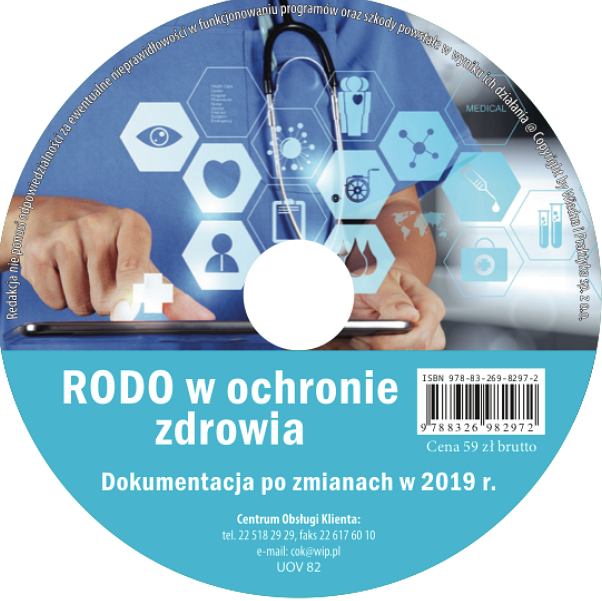 Redakcja nie ponosi odpowiedzialności za ewentualne nieprawidłowości w funkcjonowaniu programów oraz szkody powstałe w wyniku ich działania @ Copyright by Wiedza i Praktyka sp. z o.o.
MEDICAL
RODO w ochronie
zdrowia
ISBN 978-83-269-8297-2
9 788326 982972
Cena 59 zł brutto
Dokumentacja po zmianach w 2019 r.
Centrum Obsługi Klienta:
tel. 22 518 29 29, faks 22 617 60 10
e-mail: cok@wip.pl
UOV 82